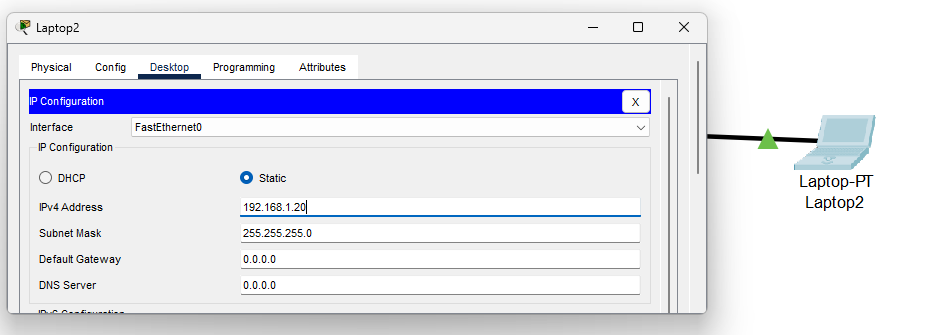 Laptop2
Physical Config Desktop Programming Attributes
IP Configuration X
Interface FastEthernet0
IP Configuration
DHCP Static
IPv4 Address 192.168.1.20
Subnet Mask 255.255.255.0
Default Gateway 0.0.0.0
DNS Server 0.0.0.0
IPv6 Configuration
Laptop-PT
Laptop2